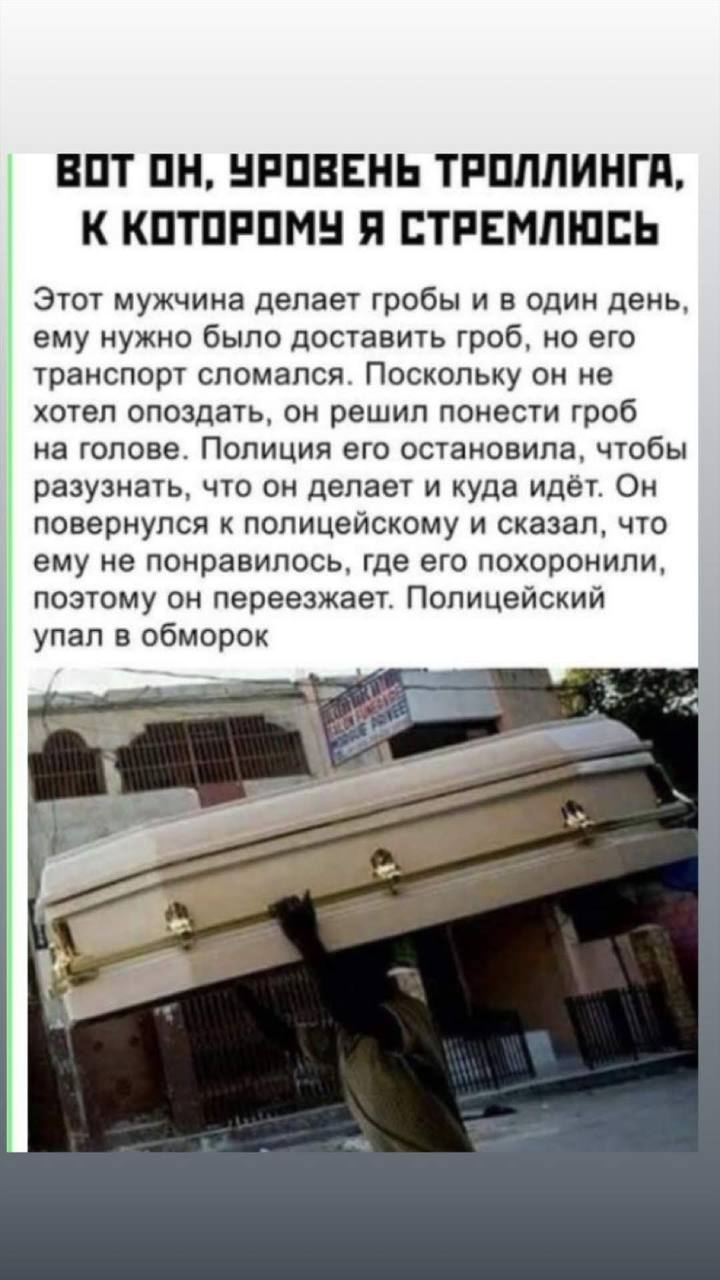 ВОТ ОН, УРОВЕНЬ ТРОЛЛИНГА,
К КОТОРОМУ Я СТРЕМЛЮСЬ
Этот мужчина делает гробы и в один день,
ему нужно было доставить гроб, но его
транспорт сломался. Поскольку он не
хотел опоздать, он решил понести гроб
на голове. Полиция его остановила, чтобы
разузнать, что он делает и куда идёт. Он
повернулся к полицейскому и сказал, что
ему не понравилось, где его похоронили,
поэтому он переезжает. Полицейский
упал в обморок
MORGUE PRIVEE